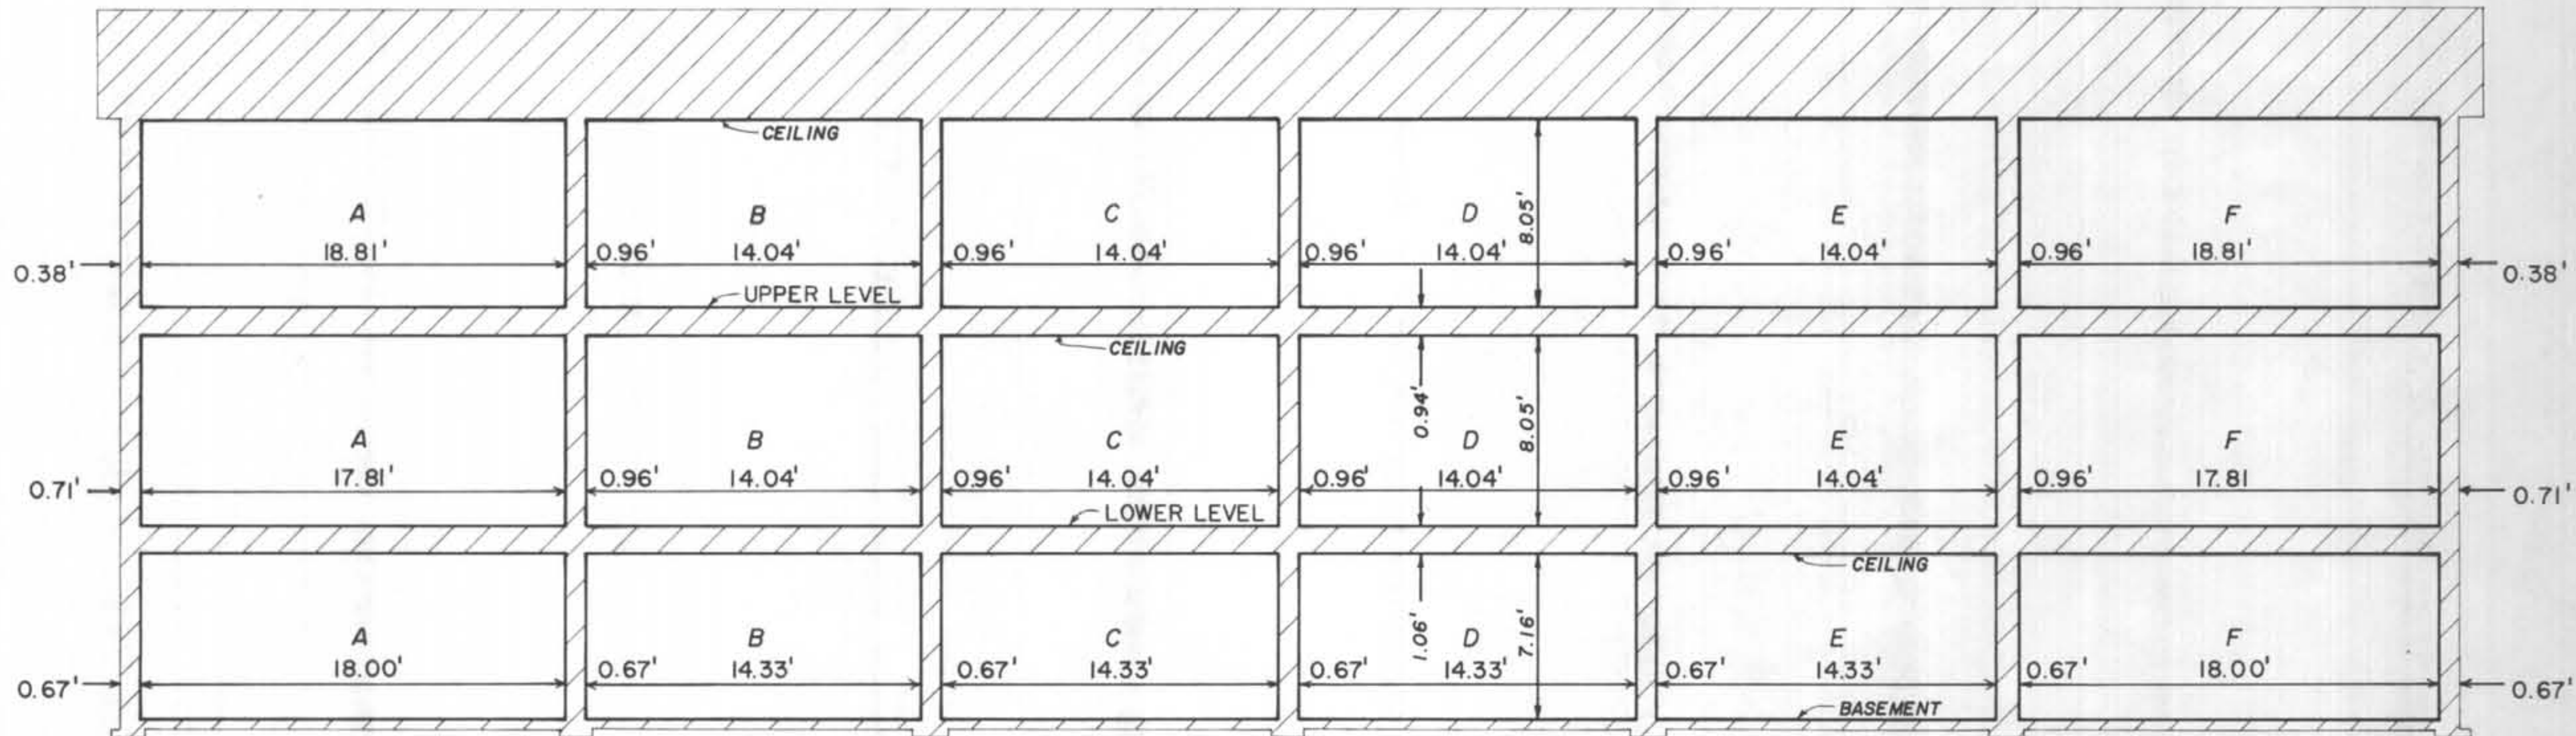 CEILING
A B C D E F
8.05'
18.81' 0.96' 14.04' 0.96' 14.04' 0.96' 14.04' 0.96' 14.04' 0.96' 18.81'
0.38' 0.38'
UPPER LEVEL
CEILING
0.94' 8.05'
A B C D E F
17.81' 0.96' 14.04' 0.96' 14.04' 0.96' 14.04' 0.96' 14.04' 0.96' 17.81
0.71' 0.71'
LOWER LEVEL
CEILING
1.06' 7.16'
A B C D E F
18.00' 0.67' 14.33' 0.67' 14.33' 0.67' 14.33' 0.67' 14.33' 0.67' 18.00'
0.67' 0.67'
BASEMENT